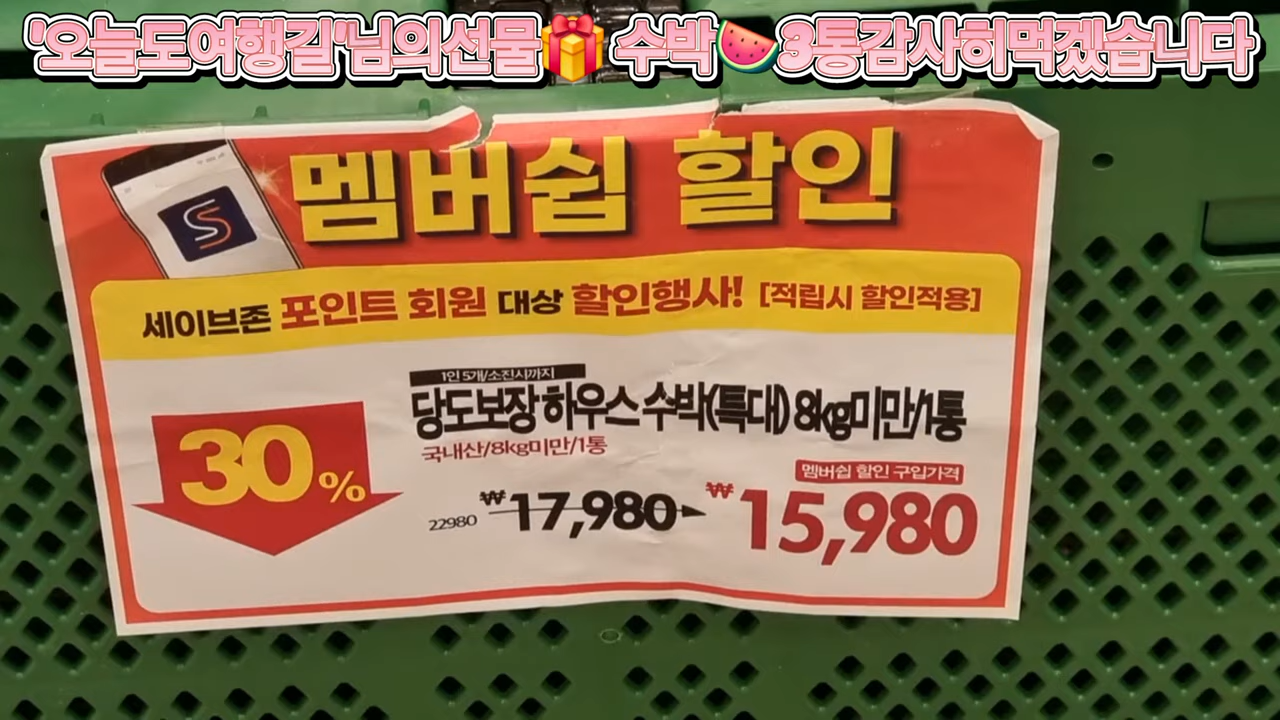 '오늘도여행길'님의선물🎁 수박🍉3통감사히먹겠습니다
S
멤버쉽 할인
세이브존 포인트 회원 대상 할인행사! [적립시 할인적용]
1인 5개/소진시까지
당도보장 하우스 수박(특대) 8kg미만/1통
국내산/8kg미만/1통
30%
멤버쉽 할인 구입가격
22980 ₩17,980 ₩15,980